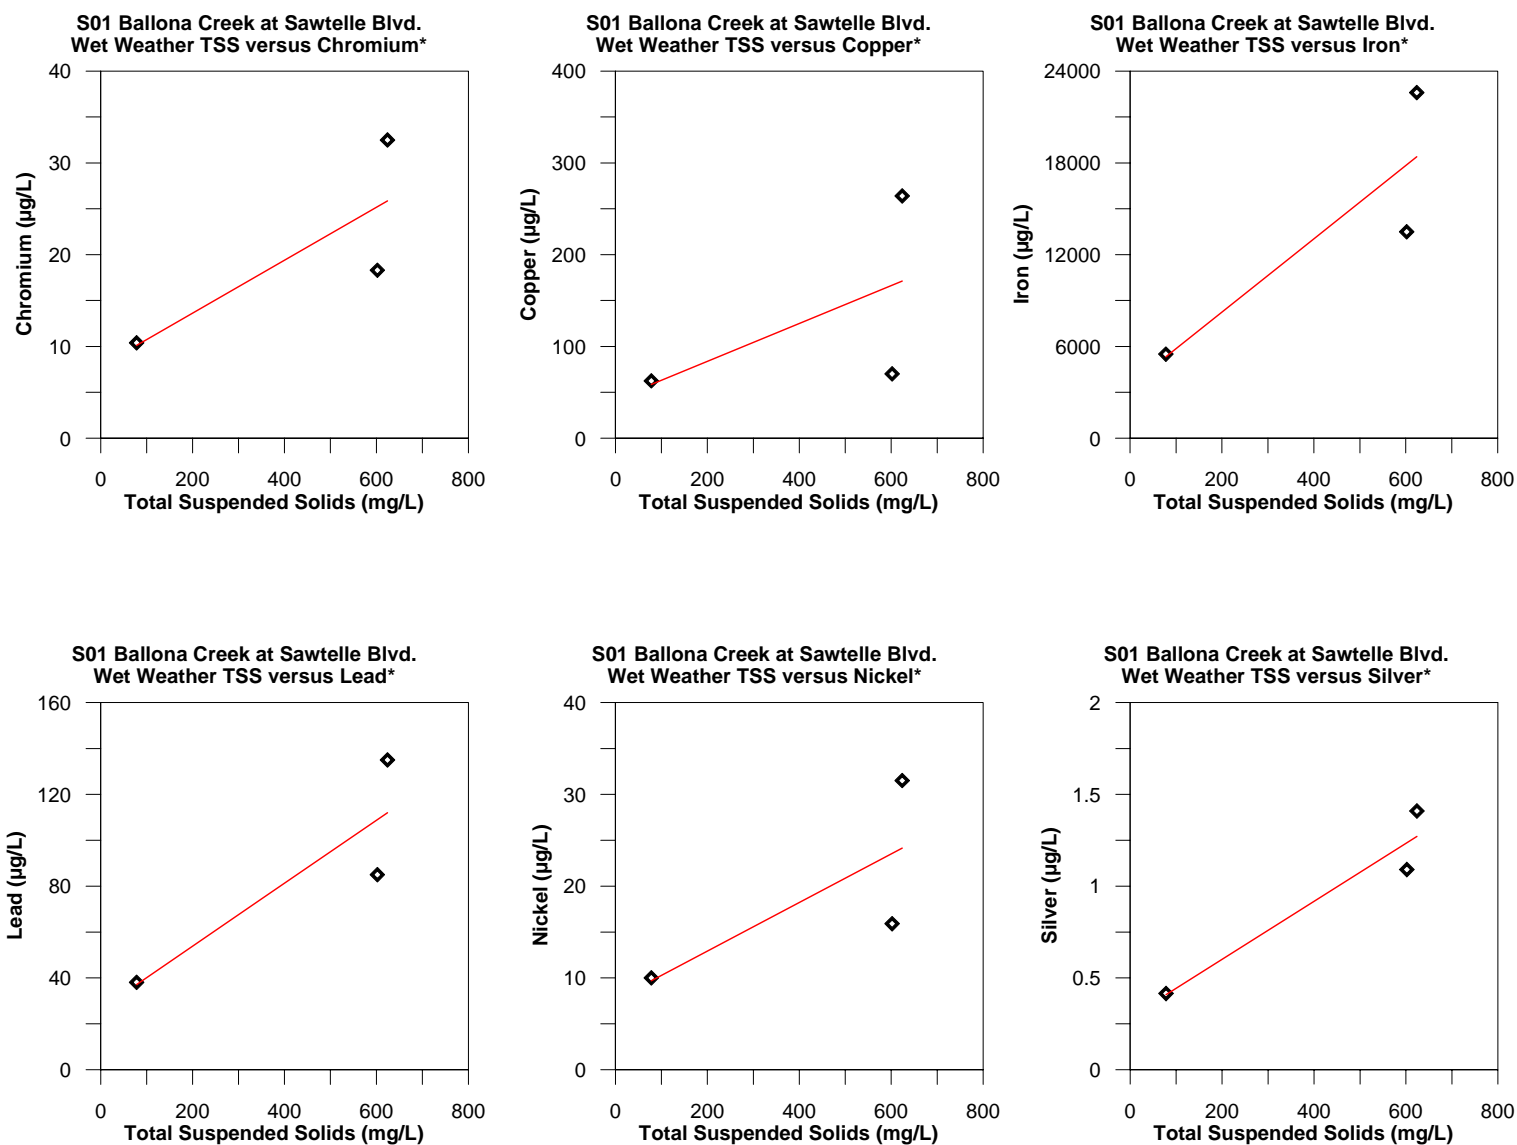 S01 Ballona Creek at Sawtelle Blvd.
Wet Weather TSS versus Chromium*
40
30
20
10
0
Chromium (µg/L)
0 200 400 600 800
Total Suspended Solids (mg/L)
S01 Ballona Creek at Sawtelle Blvd.
Wet Weather TSS versus Copper*
400
300
200
100
0
Copper (µg/L)
0 200 400 600 800
Total Suspended Solids (mg/L)
S01 Ballona Creek at Sawtelle Blvd.
Wet Weather TSS versus Iron*
24000
18000
12000
6000
0
Iron (µg/L)
0 200 400 600 800
Total Suspended Solids (mg/L)
S01 Ballona Creek at Sawtelle Blvd.
Wet Weather TSS versus Lead*
160
120
80
40
0
Lead (µg/L)
0 200 400 600 800
Total Suspended Solids (mg/L)
S01 Ballona Creek at Sawtelle Blvd.
Wet Weather TSS versus Nickel*
40
30
20
10
0
Nickel (µg/L)
0 200 400 600 800
Total Suspended Solids (mg/L)
S01 Ballona Creek at Sawtelle Blvd.
Wet Weather TSS versus Silver*
2
1.5
1
0.5
0
Silver (µg/L)
0 200 400 600 800
Total Suspended Solids (mg/L)